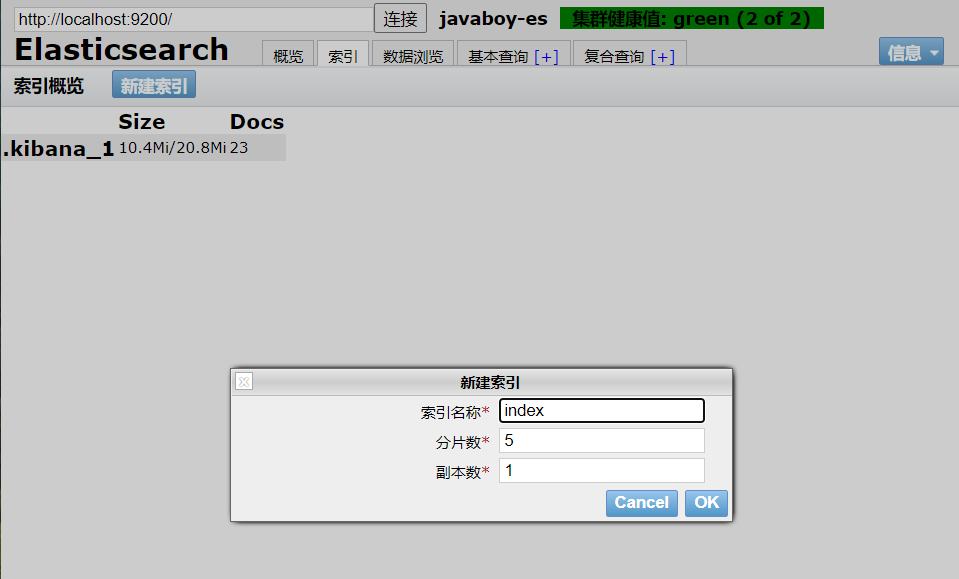 http://localhost:9200/ 连接 javaboy-es 集群健康值: green (2 of 2)
Elasticsearch 概览 索引 数据浏览 基本查询 [+] 复合查询 [+] 信息
索引概览 新建索引
Size Docs
.kibana_1 10.4Mi/20.8Mi 23
新建索引
索引名称* index
分片数* 5
副本数* 1
Cancel OK